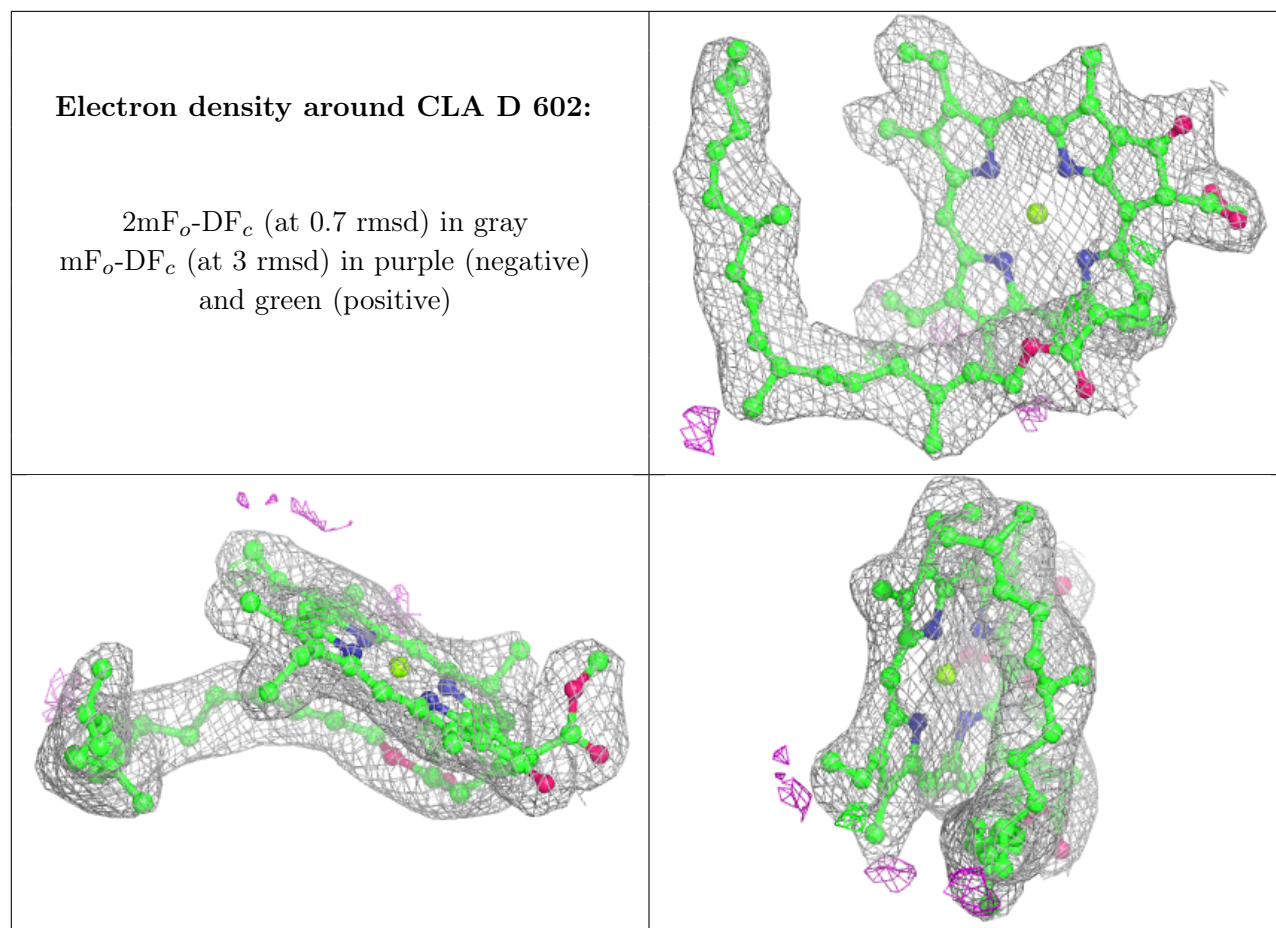 Electron density around CLA D 602:
2mFo-DFc (at 0.7 rmsd) in gray
mFo-DFc (at 3 rmsd) in purple (negative)
and green (positive)